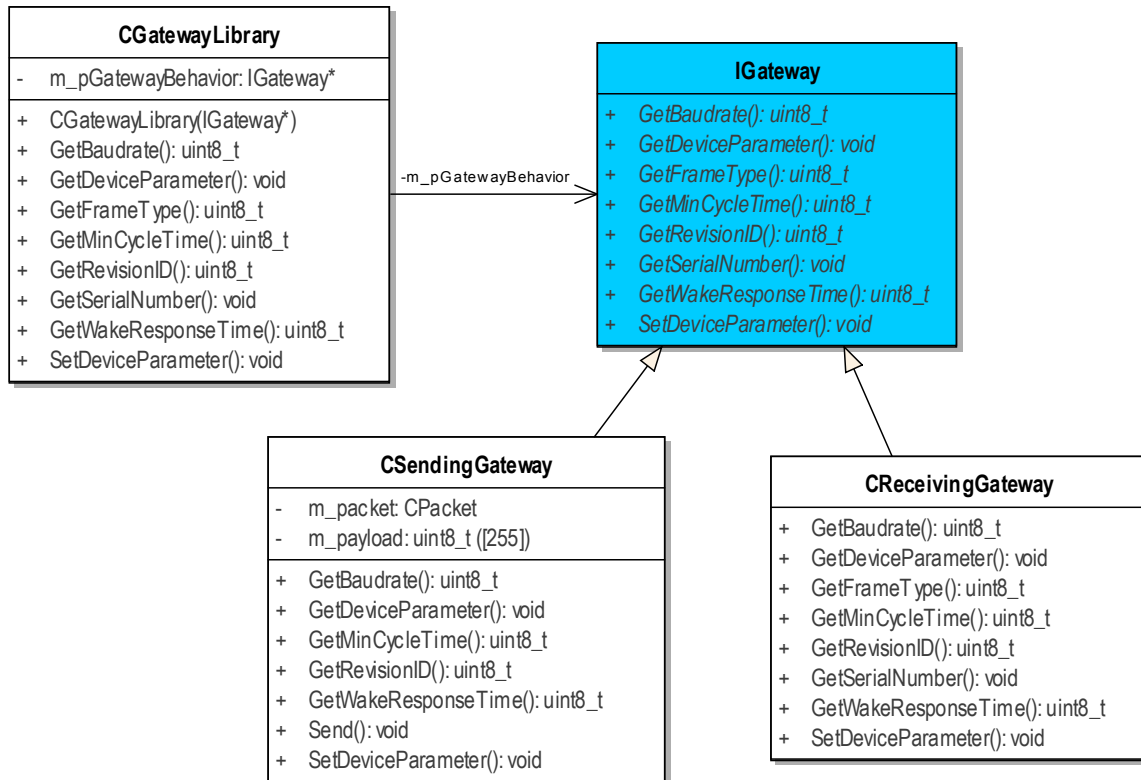 CGatewayLibrary
- m_pGatewayBehavior: IGateway*
+ CGatewayLibrary(IGateway*)
+ GetBaudrate(): uint8_t
+ GetDeviceParameter(): void
+ GetFrameType(): uint8_t
+ GetMinCycleTime(): uint8_t
+ GetRevisionID(): uint8_t
+ GetSerialNumber(): void
+ GetWakeResponseTime(): uint8_t
+ SetDeviceParameter(): void
-m_pGatewayBehavior
IGateway
+ GetBaudrate(): uint8_t
+ GetDeviceParameter(): void
+ GetFrameType(): uint8_t
+ GetMinCycleTime(): uint8_t
+ GetRevisionID(): uint8_t
+ GetSerialNumber(): void
+ GetWakeResponseTime(): uint8_t
+ SetDeviceParameter(): void
CSendingGateway
- m_packet: CPacket
- m_payload: uint8_t ([255])
+ GetBaudrate(): uint8_t
+ GetDeviceParameter(): void
+ GetMinCycleTime(): uint8_t
+ GetRevisionID(): uint8_t
+ GetWakeResponseTime(): uint8_t
+ Send(): void
+ SetDeviceParameter(): void
CReceivingGateway
+ GetBaudrate(): uint8_t
+ GetDeviceParameter(): void
+ GetFrameType(): uint8_t
+ GetMinCycleTime(): uint8_t
+ GetRevisionID(): uint8_t
+ GetSerialNumber(): void
+ GetWakeResponseTime(): uint8_t
+ SetDeviceParameter(): void